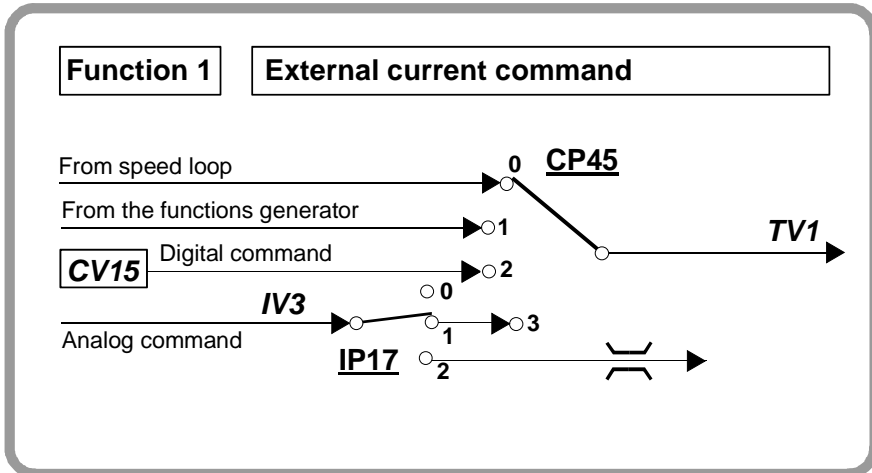 Function 1
External current command
From speed loop
0
CP45
From the functions generator
1
TV1
CV15
Digital command
2
0
IV3
Analog command
1
3
IP17
2